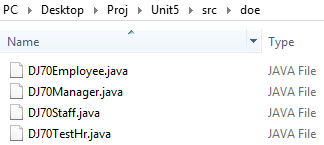 PC › Desktop › Proj › Unit5 › src › doe
Name Type
DJ70Employee.java JAVA File
DJ70Manager.java JAVA File
DJ70Staff.java JAVA File
DJ70TestHr.java JAVA File